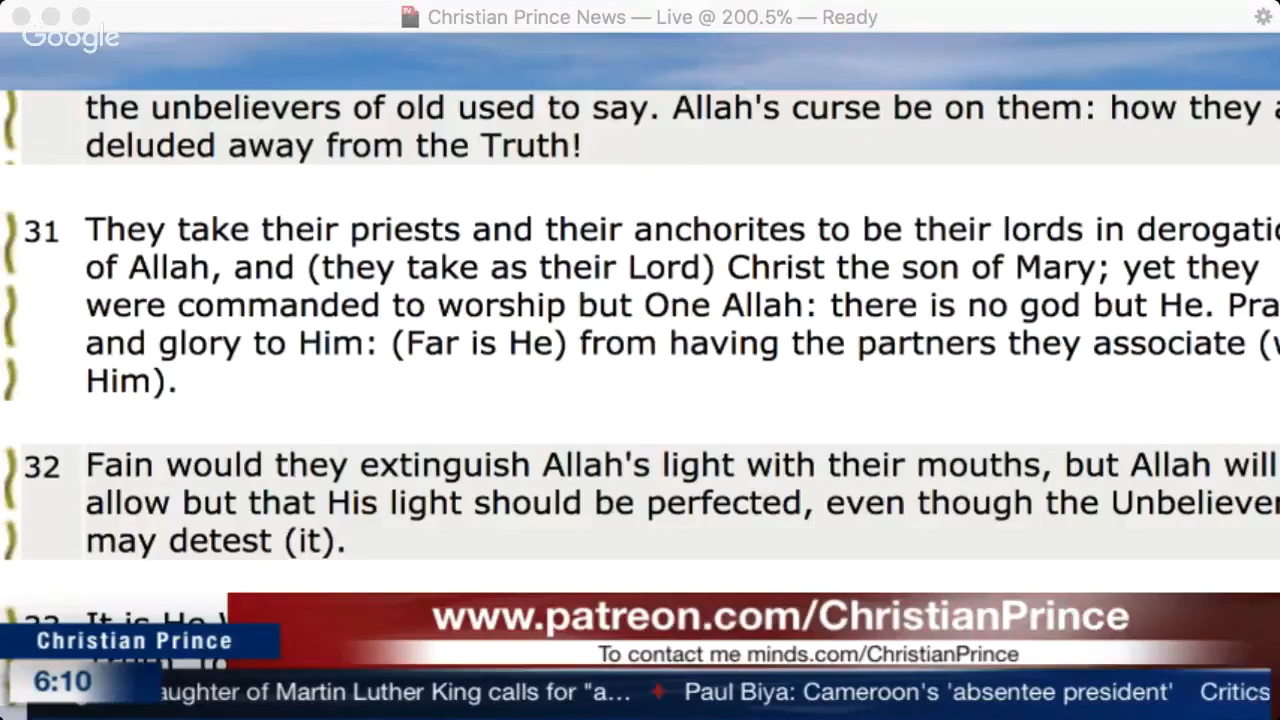 Christian Prince News — Live @ 200.5% — Ready
Google
the unbelievers of old used to say. Allah's curse be on them: how they a
deluded away from the Truth!
31 They take their priests and their anchorites to be their lords in derogatio
of Allah, and (they take as their Lord) Christ the son of Mary; yet they
were commanded to worship but One Allah: there is no god but He. Pra
and glory to Him: (Far is He) from having the partners they associate (w
Him).
32 Fain would they extinguish Allah's light with their mouths, but Allah will
allow but that His light should be perfected, even though the Unbeliever
may detest (it).
It is He
www.patreon.com/ChristianPrince
Christian Prince
To contact me minds.com/ChristianPrince
6:10
aughter of Martin Luther King calls for "a... Paul Biya: Cameroon's 'absentee president' Critics